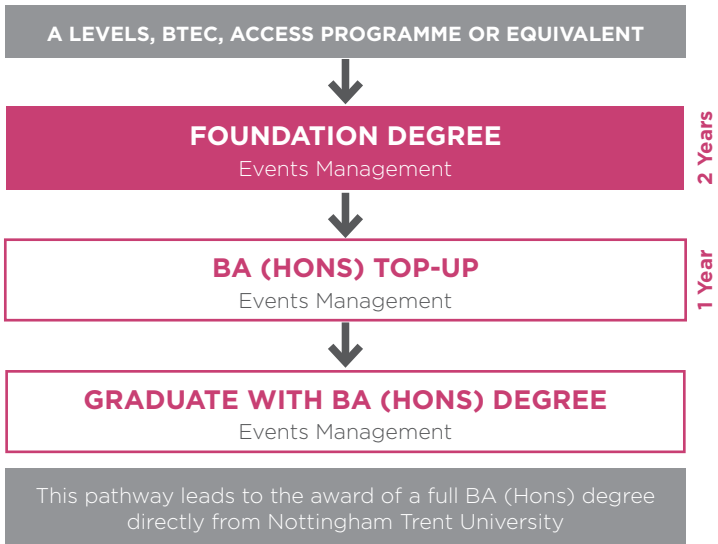 A LEVELS, BTEC, ACCESS PROGRAMME OR EQUIVALENT
FOUNDATION DEGREE
Events Management
2 Years
BA (HONS) TOP-UP
Events Management
1 Year
GRADUATE WITH BA (HONS) DEGREE
Events Management
This pathway leads to the award of a full BA (Hons) degree
directly from Nottingham Trent University